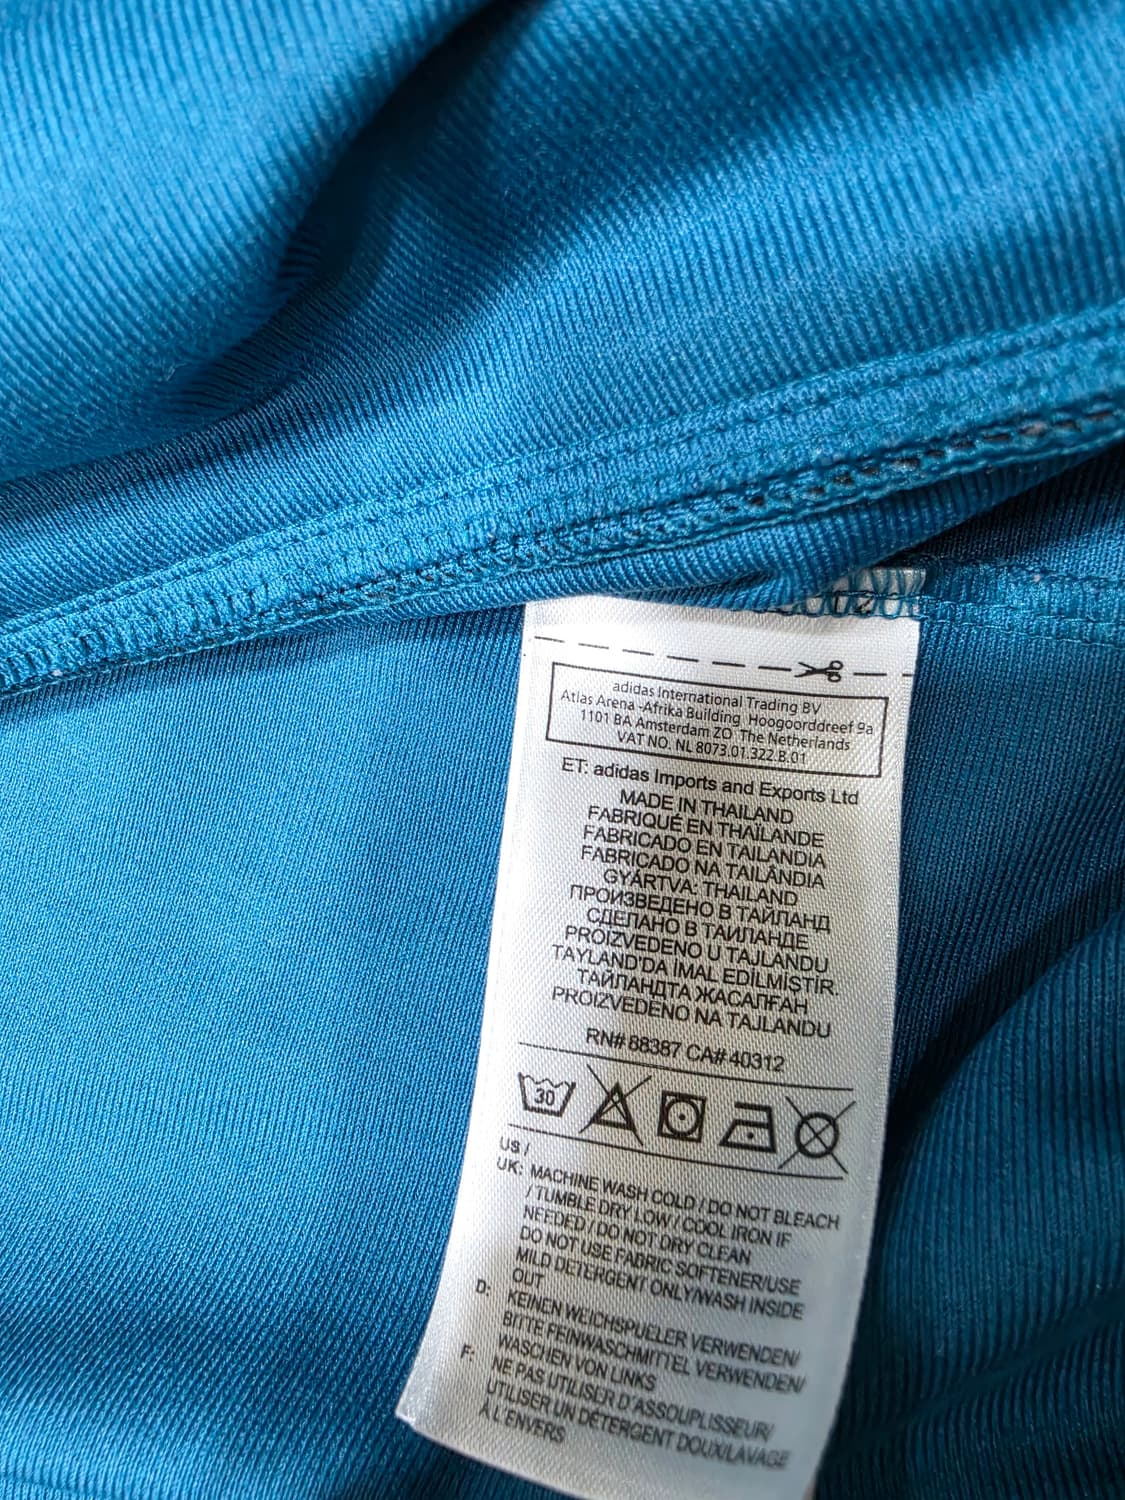 adidas International Trading BV
Atlas Arena -Afrika Building Hoogoorddreef 9a
1101 BA Amsterdam ZO The Netherlands
VAT NO. NL 8073.01.322.B.01
ET: adidas Imports and Exports Ltd
MADE IN THAILAND
FABRIQUÉ EN THAÏLANDE
FABRICADO EN TAILANDIA
FABRICADO NA TAILÂNDIA
GYÁRTVA: THAILAND
ПРОИЗВЕДЕНО В ТАЙЛАНД
СДЕЛАНО В ТАИЛАНДЕ
PROIZVEDENO U TAJLANDU
TAYLAND'DA İMAL EDİLMİŞTİR.
ТАЙЛАНДТА ЖАСАЛҒАН
PROIZVEDENO NA TAJLANDU
RN# 88387 CA# 40312
30
US /
UK: MACHINE WASH COLD / DO NOT BLEACH
/ TUMBLE DRY LOW / COOL IRON IF
NEEDED / DO NOT DRY CLEAN
DO NOT USE FABRIC SOFTENER/USE
MILD DETERGENT ONLY/WASH INSIDE
OUT
D: KEINEN WEICHSPUELER VERWENDEN/
BITTE FEINWASCHMITTEL VERWENDEN/
WASCHEN VON LINKS
F: NE PAS UTILISER D'ASSOUPLISSEUR/
UTILISER UN DÉTERGENT DOUX/LAVAGE
À L'ENVERS